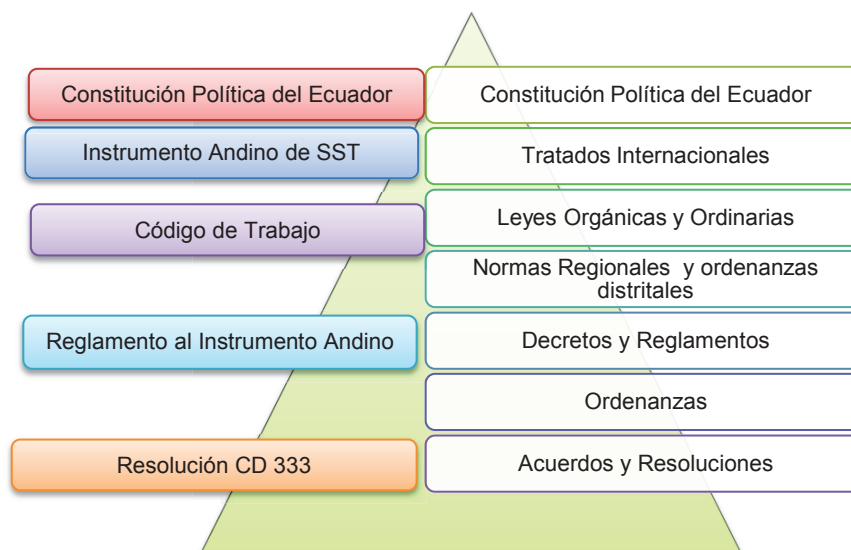 Constitución Política del Ecuador
Constitución Política del Ecuador
Instrumento Andino de SST
Tratados Internacionales
Código de Trabajo
Leyes Orgánicas y Ordinarias
Normas Regionales y ordenanzas
distritales
Reglamento al Instrumento Andino
Decretos y Reglamentos
Ordenanzas
Resolución CD 333
Acuerdos y Resoluciones